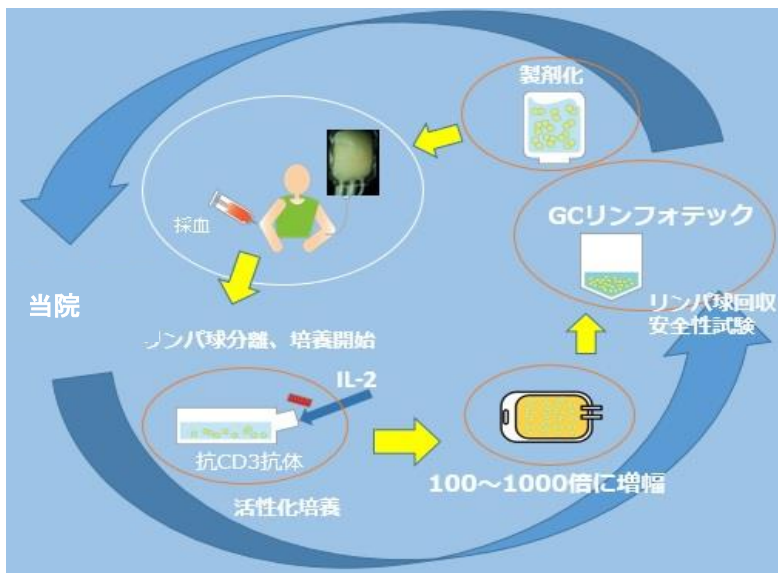 製剤化
採血
GCリンフォテック
当院
リンパ球回収
安全性試験
リンパ球分離、培養開始
IL-2
抗CD3抗体
100～1000倍に増幅
活性化培養